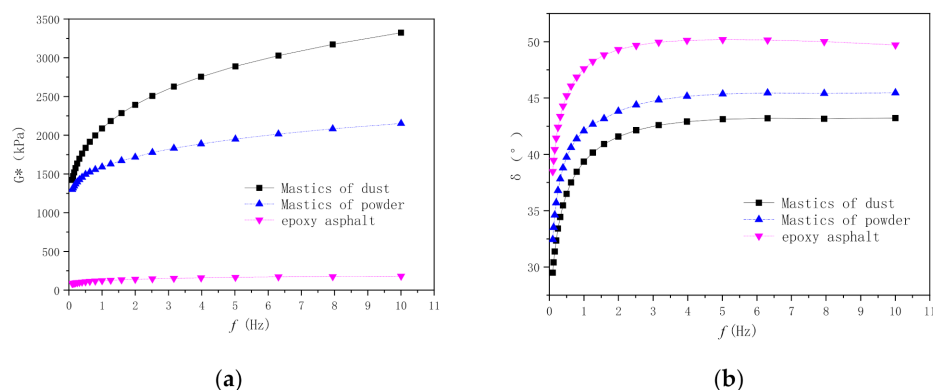 3500
3000
2500
2000
1500
1000
250
0
G* (kPa)
Mastics of dust
Mastics of powder
epoxy asphalt
0 1 2 3 4 5 6 7 8 9 10 11
f (Hz)
(a)
50
45
40
35
30
δ (°)
Mastics of dust
Mastics of powder
epoxy asphalt
0 1 2 3 4 5 6 7 8 9 10 11
f (Hz)
(b)